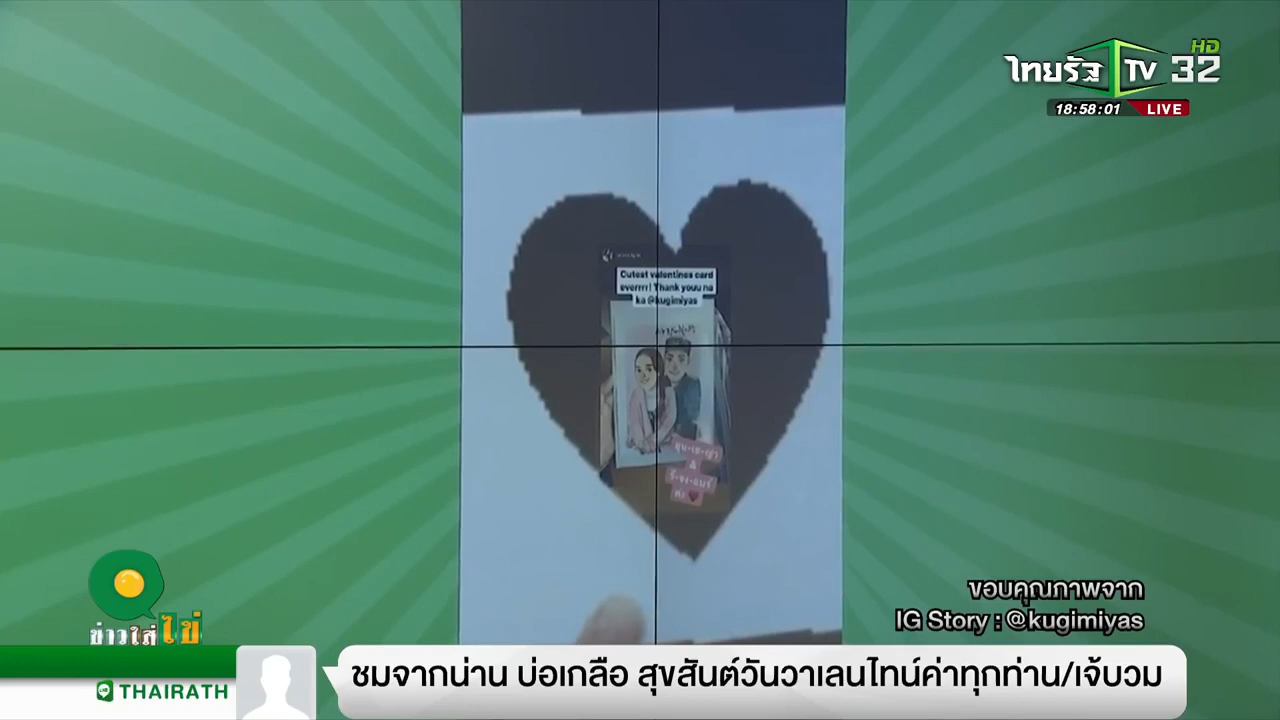 ไทยรัฐ TV 32 HD
18:58:01 LIVE
Cutest valentines card
everrrr! Thank youu na
ka @kugimiyas
&
ค่ะ
ขอบคุณภาพจาก
IG Story : @kugimiyas
ข่าวใส่ไข่
THAIRATH
ชมจากน่าน บ่อเกลือ สุขสันต์วันวาเลนไทน์ค่าทุกท่าน/เจ้บวม